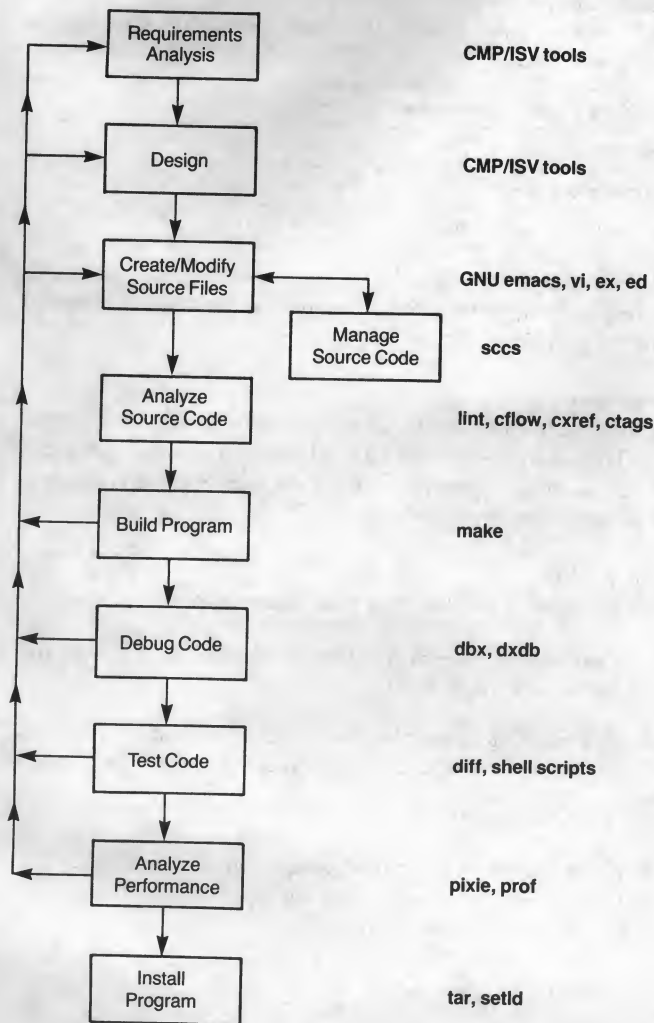 Requirements
Analysis
CMP/ISV tools
Design
CMP/ISV tools
Create/Modify
Source Files
GNU emacs, vi, ex, ed
Manage
Source Code
sccs
Analyze
Source Code
lint, cflow, cxref, ctags
Build Program
make
Debug Code
dbx, dxdb
Test Code
diff, shell scripts
Analyze
Performance
pixie, prof
Install
Program
tar, setld